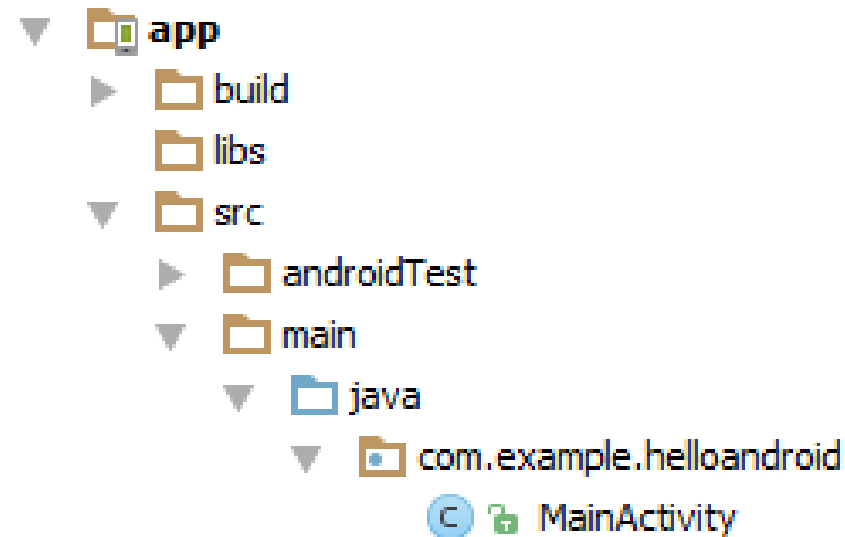 app
build
libs
src
androidTest
main
java
com.example.helloandroid
C MainActivity